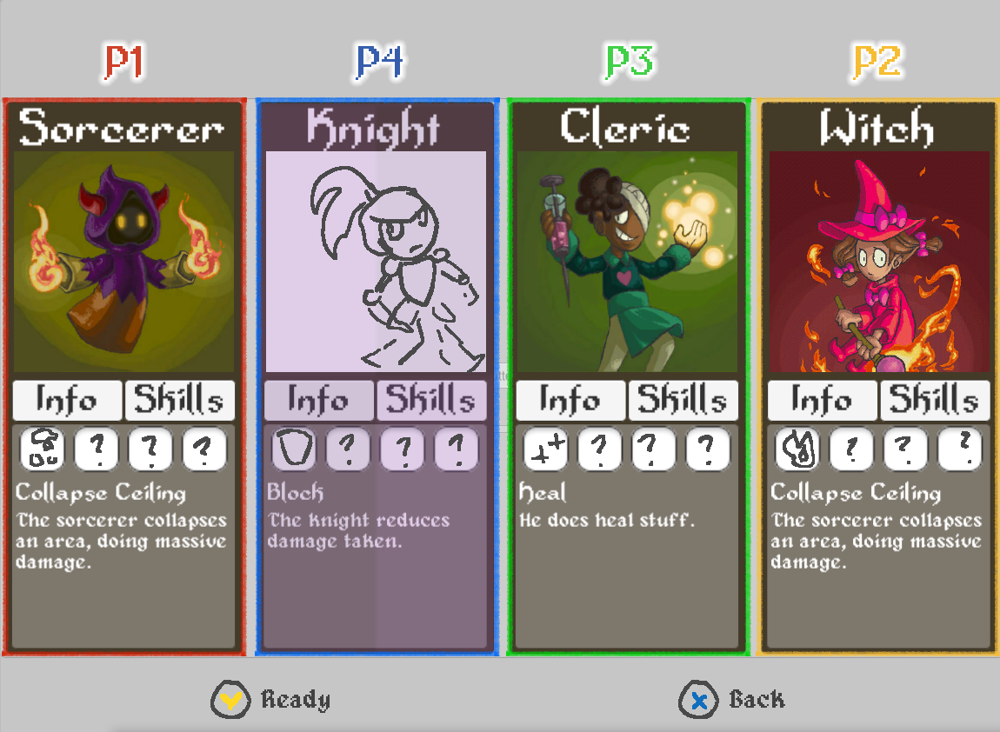 P1
P4
P3
P2
Sorcerer
Knight
Cleric
Witch
Info
Skills
Info
Skills
Info
Skills
Info
Skills
? ? ?
? ? ?
? ? ?
? ? ?
Collapse Ceiling
The sorcerer collapses
an area, doing massive
damage.
Block
The knight reduces
damage taken.
Heal
He does heal stuff.
Collapse Ceiling
The sorcerer collapses
an area, doing massive
damage.
Y Ready
X Back